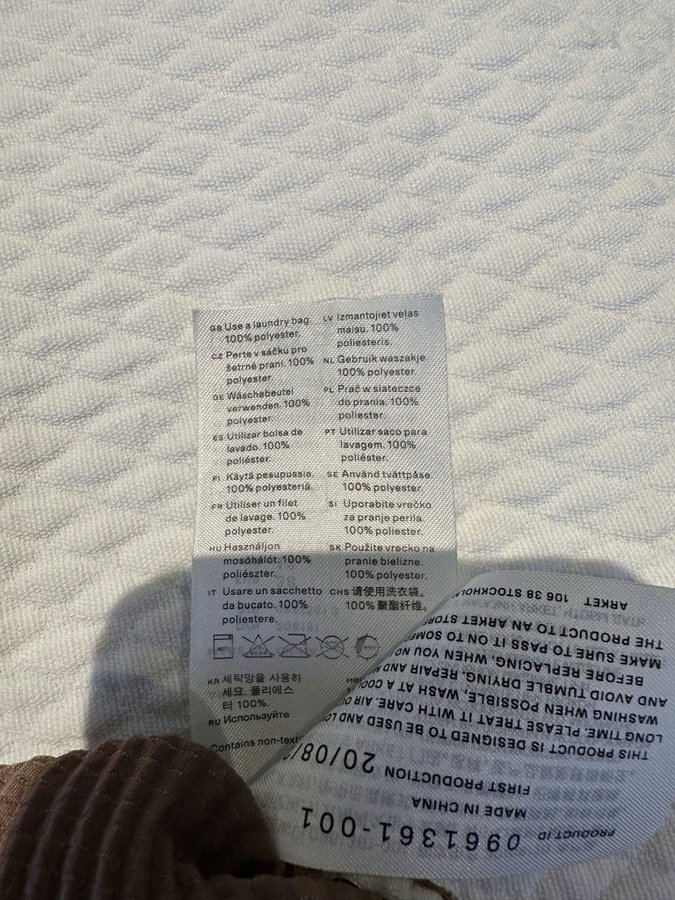 GB Use a laundry bag.
100% polyester.
CZ Perte v sáčku pro
šetrné praní. 100%
polyester.
DE Wäschebeutel
verwenden. 100%
polyester.
ES Utilizar bolsa de
lavado. 100%
poliéster.
FI Käytä pesupussia.
100% polyesteriä.
FR Utiliser un filet
de lavage. 100%
polyester.
HU Használjon
mosóhálót. 100%
poliészter.
IT Usare un sacchetto
da bucato. 100%
poliestere.
LV Izmantojiet veļas
maisu. 100%
poliesteris.
NL Gebruik waszakje.
100% polyester.
PL Prać w siateczce
do prania. 100%
poliester.
PT Utilizar saco para
lavagem. 100%
poliéster.
SE Använd tvättpåse.
100% polyester.
SI Uporabite vrečko
za pranje perila.
100% polyester.
SK Použite vrecko na
pranie bielizne.
100% polyester.
CHS 请使用洗衣袋。
100% 聚酯纤维。
KR 세탁망을 사용하
세요. 폴리에스
터 100%.
RU Используйте
Contains non-text
PRODUCT ID 0961361-001
MADE IN CHINA
FIRST PRODUCTION 20/08/
THIS PRODUCT IS DESIGNED TO BE USED AND
LONG TIME. PLEASE TREAT IT WITH CARE. AIR
WASHING WHEN POSSIBLE, WASH AT A
AND AVOID TUMBLE DRYING. REPAIR AND
BEFORE REPLACING. WHEN YOU
MAKE SURE TO PASS IT ON TO
THE PRODUCT TO AN ARKET
ARKET 106 38 STOCKHOL